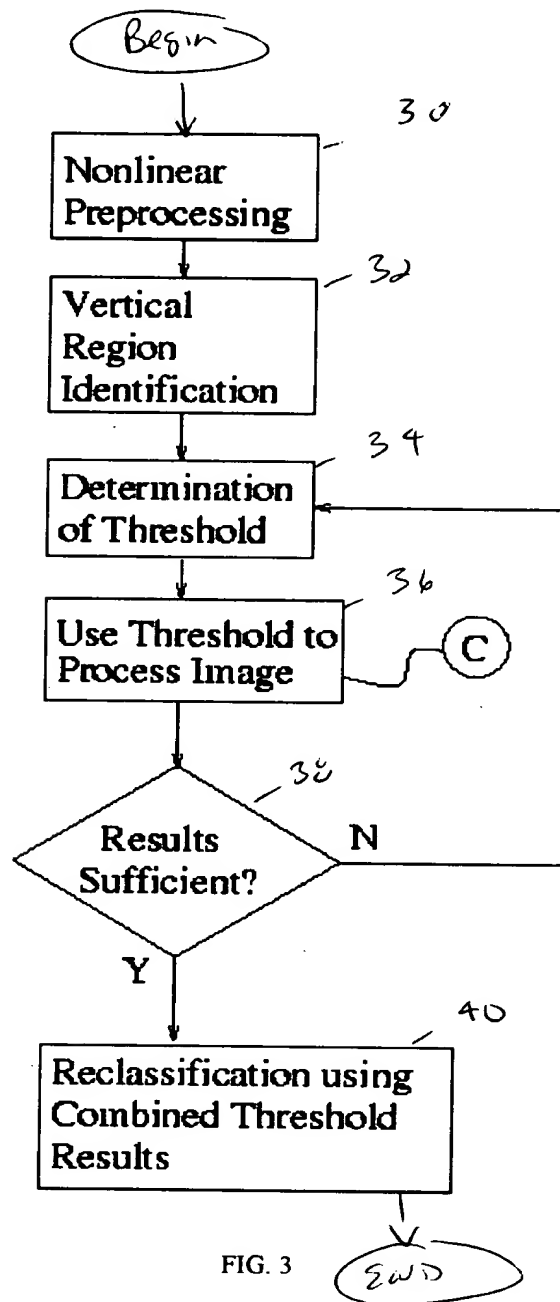 Begin
30
Nonlinear
Preprocessing
32
Vertical
Region
Identification
34
Determination
of Threshold
36
Use Threshold to
Process Image
C
38
Results
Sufficient?
N
Y
40
Reclassification using
Combined Threshold
Results
FIG. 3
END